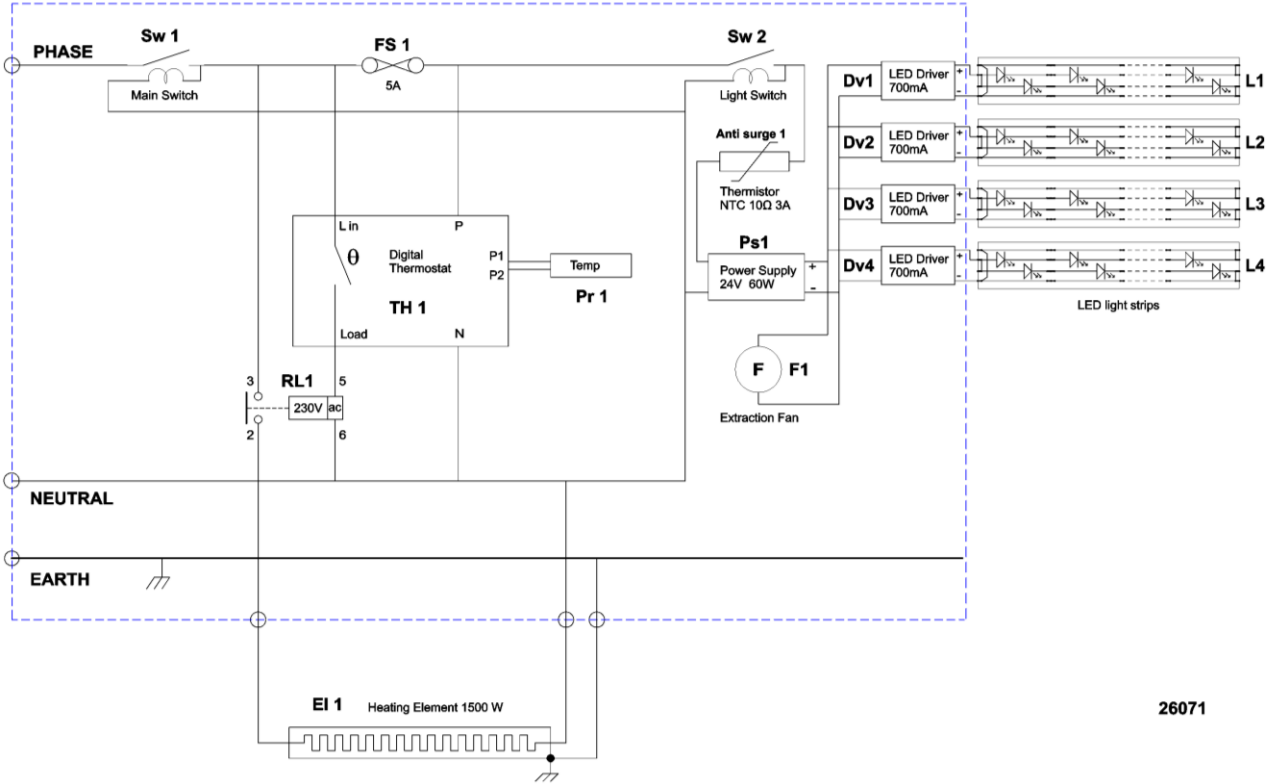 Sw 1
PHASE
Main Switch
FS 1
5A
Sw 2
Light Switch
Anti surge 1
Thermistor
NTC 10Ω 3A
Ps1
Power Supply
24V 60W
+
-
Dv1
LED Driver
700mA
+
-
L1
Dv2
LED Driver
700mA
+
-
L2
Dv3
LED Driver
700mA
+
-
L3
Dv4
LED Driver
700mA
+
-
L4
LED light strips
L in
P
θ
Digital
Thermostat
P1
P2
Temp
Pr 1
TH 1
Load
N
F
F1
Extraction Fan
3
RL1
5
230V
ac
2
6
NEUTRAL
EARTH
El 1
Heating Element 1500 W
26071